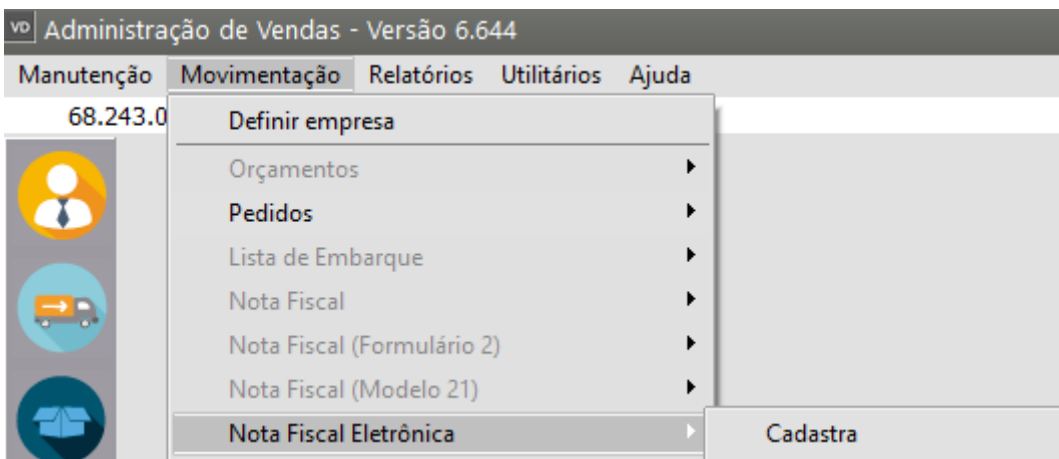 VD Administração de Vendas - Versão 6.644
Manutenção Movimentação Relatórios Utilitários Ajuda
68.243.0
Definir empresa
Orçamentos
Pedidos
Lista de Embarque
Nota Fiscal
Nota Fiscal (Formulário 2)
Nota Fiscal (Modelo 21)
Nota Fiscal Eletrônica Cadastra